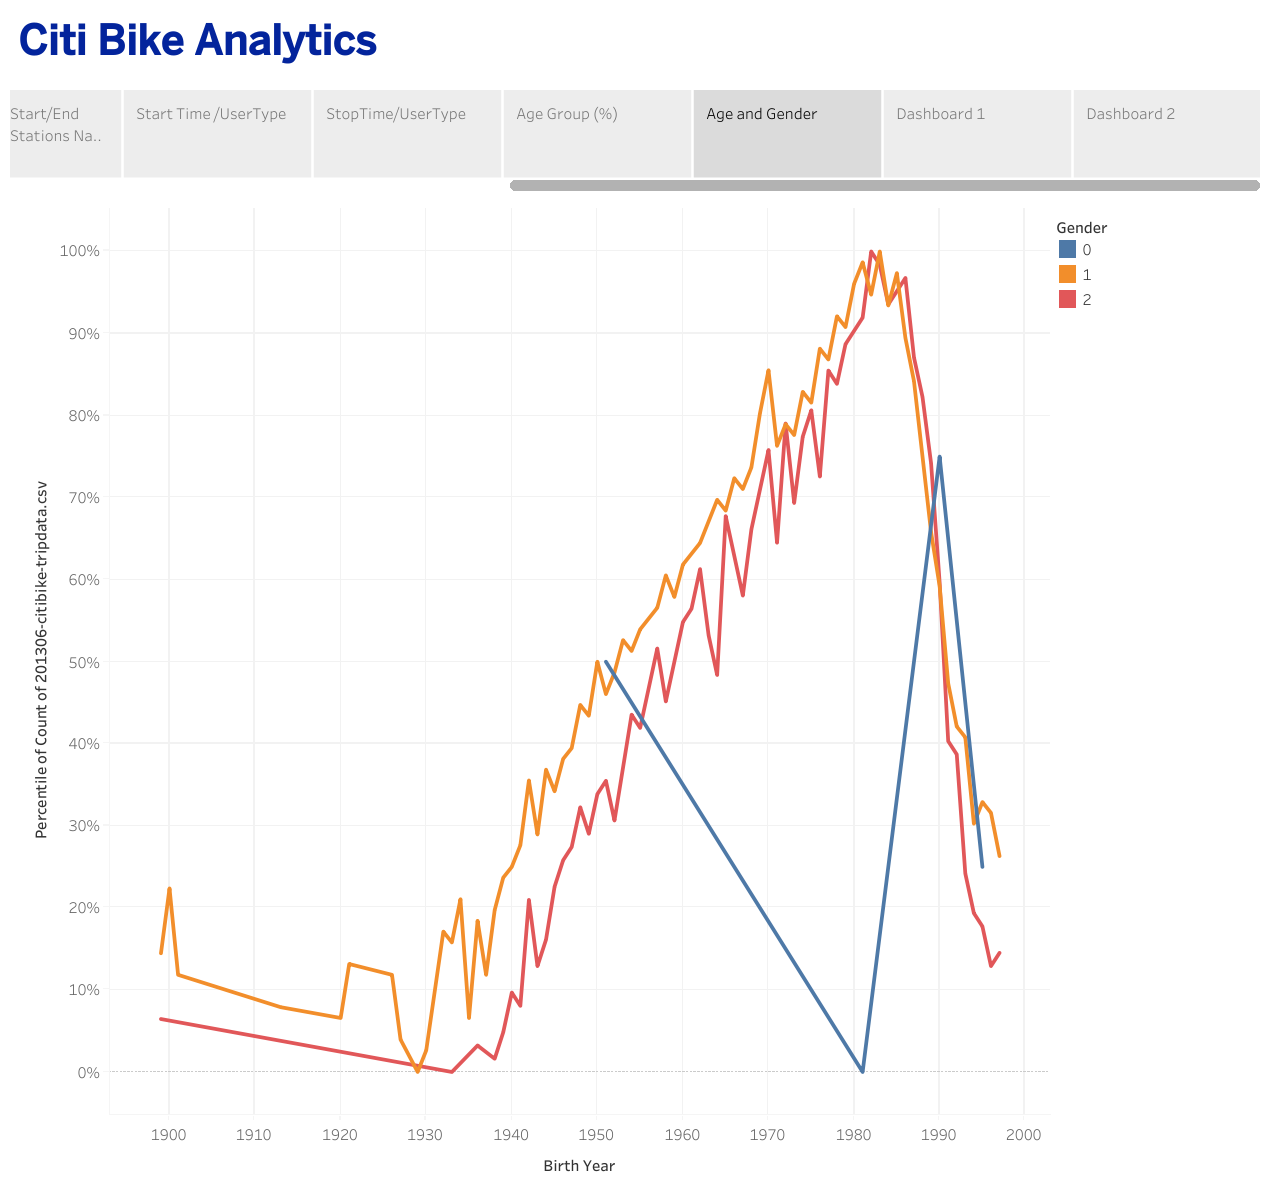 Citi Bike Analytics
Start/End
Stations Na..
Start Time /UserType
StopTime/UserType
Age Group (%)
Age and Gender
Dashboard 1
Dashboard 2
Gender
0
1
2
100%
90%
80%
70%
60%
50%
40%
30%
20%
10%
0%
Percentile of Count of 201306-citibike-tripdata.csv
1900 1910 1920 1930 1940 1950 1960 1970 1980 1990 2000
Birth Year